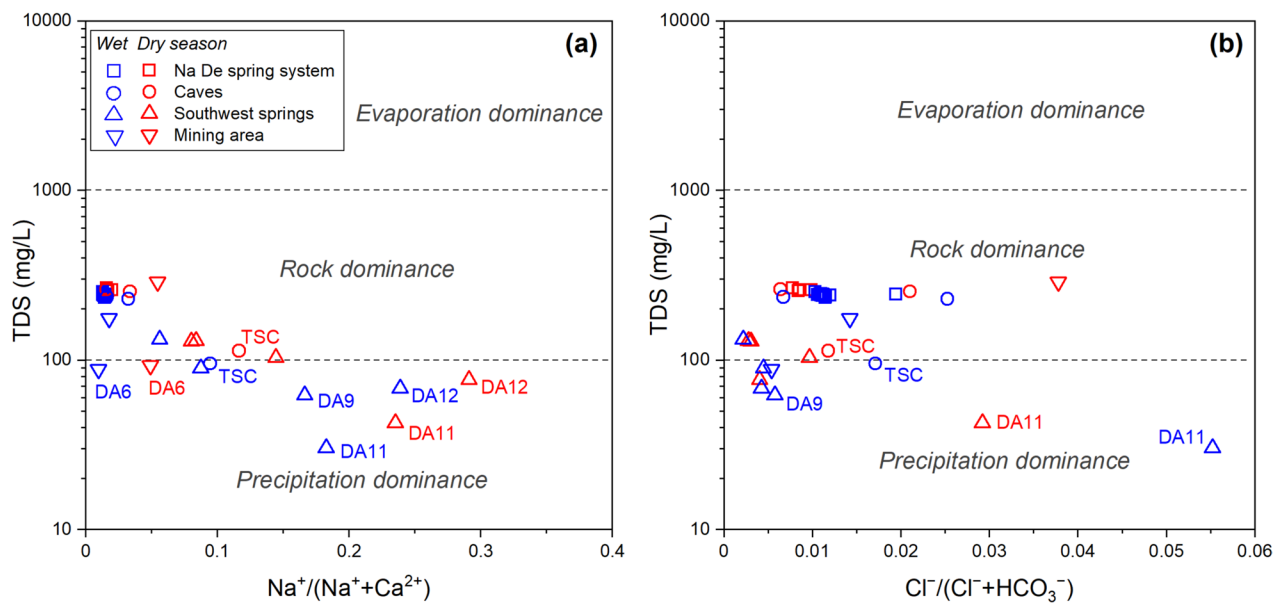 (a)
Wet Dry season
Na De spring system
Caves
Southwest springs
Mining area
Evaporation dominance
Rock dominance
Precipitation dominance
TSC
TSC
DA6
DA6
DA9
DA12
DA12
DA11
DA11
10000
1000
100
10
TDS (mg/L)
0
0.1
0.2
0.3
0.4
Na⁺/(Na⁺+Ca²⁺)
(b)
Evaporation dominance
Rock dominance
Precipitation dominance
TSC
TSC
DA9
DA11
DA11
10000
1000
100
10
TDS (mg/L)
0
0.01
0.02
0.03
0.04
0.05
0.06
Cl⁻/(Cl⁻+HCO₃⁻)